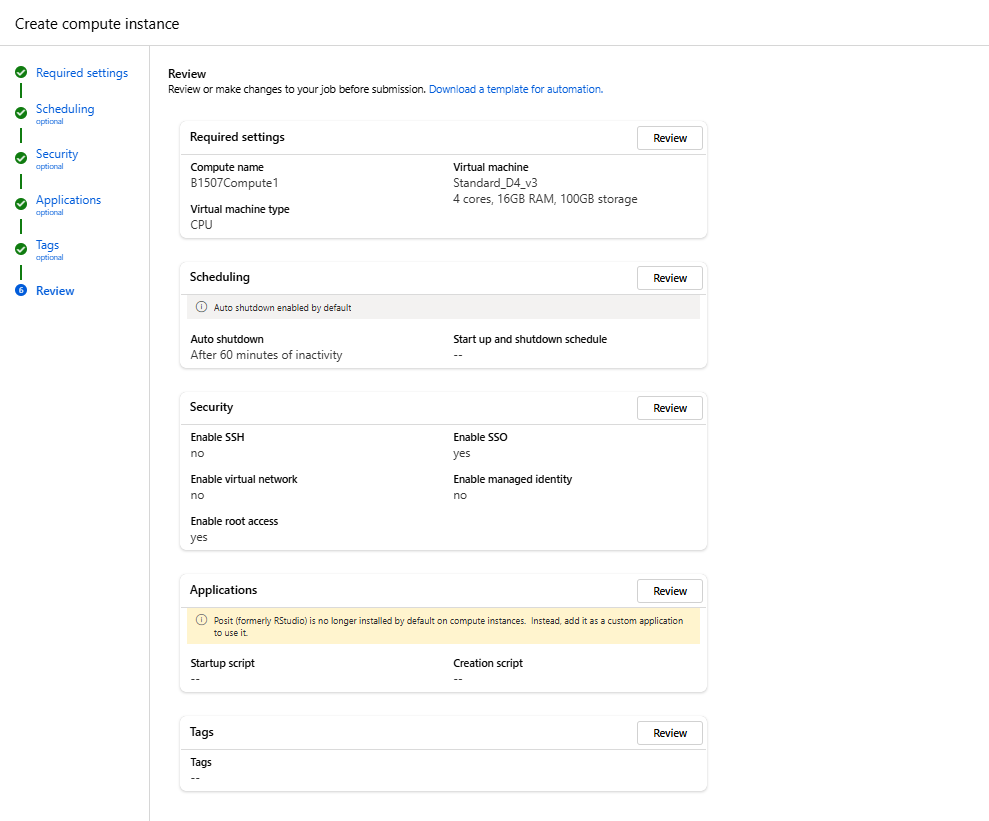 Create compute instance
Required settings
Scheduling
optional
Security
optional
Applications
optional
Tags
optional
6
Review
Review
Review or make changes to your job before submission. Download a template for automation.
Required settings
Review
Compute name
B1507Compute1
Virtual machine
Standard_D4_v3
4 cores, 16GB RAM, 100GB storage
Virtual machine type
CPU
Scheduling
Review
Auto shutdown enabled by default
Auto shutdown
After 60 minutes of inactivity
Start up and shutdown schedule
--
Security
Review
Enable SSH
no
Enable SSO
yes
Enable virtual network
no
Enable managed identity
no
Enable root access
yes
Applications
Review
Posit (formerly RStudio) is no longer installed by default on compute instances. Instead, add it as a custom application
to use it.
Startup script
--
Creation script
--
Tags
Review
Tags
--